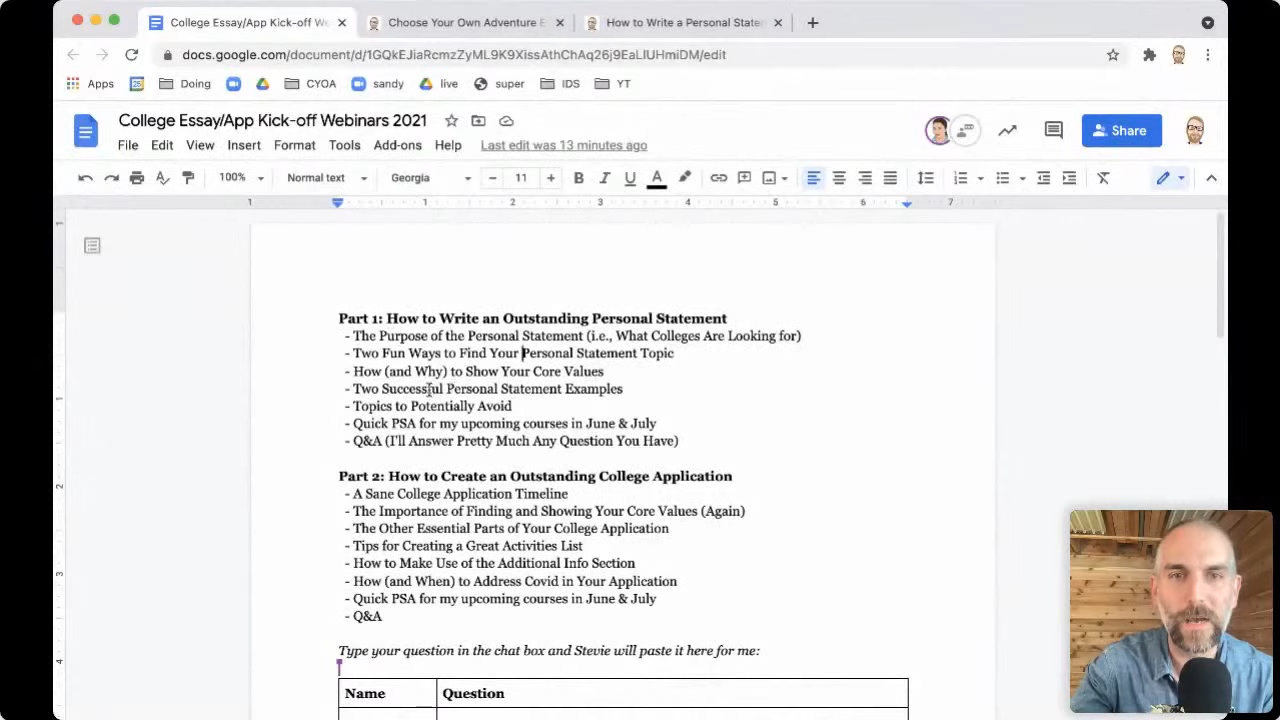 College Essay/App Kick-off We
Choose Your Own Adventure E
How to Write a Personal Staten
docs.google.com/document/d/1GQkEJiaRcmzZyML9K9XissAthChAq26j9EaLlUHmiDM/edit
Apps
Doing
CYOA
sandy
live
super
IDS
YT
College Essay/App Kick-off Webinars 2021
Share
File Edit View Insert Format Tools Add-ons Help Last edit was 13 minutes ago
100% Normal text Georgia 11
1 1 2 3 4 5 6 7
Part 1: How to Write an Outstanding Personal Statement
- The Purpose of the Personal Statement (i.e., What Colleges Are Looking for)
- Two Fun Ways to Find Your Personal Statement Topic
- How (and Why) to Show Your Core Values
- Two Successful Personal Statement Examples
- Topics to Potentially Avoid
- Quick PSA for my upcoming courses in June & July
- Q&A (I'll Answer Pretty Much Any Question You Have)
Part 2: How to Create an Outstanding College Application
- A Sane College Application Timeline
- The Importance of Finding and Showing Your Core Values (Again)
- The Other Essential Parts of Your College Application
- Tips for Creating a Great Activities List
- How to Make Use of the Additional Info Section
- How (and When) to Address Covid in Your Application
- Quick PSA for my upcoming courses in June & July
- Q&A
Type your question in the chat box and Stevie will paste it here for me:
Name Question